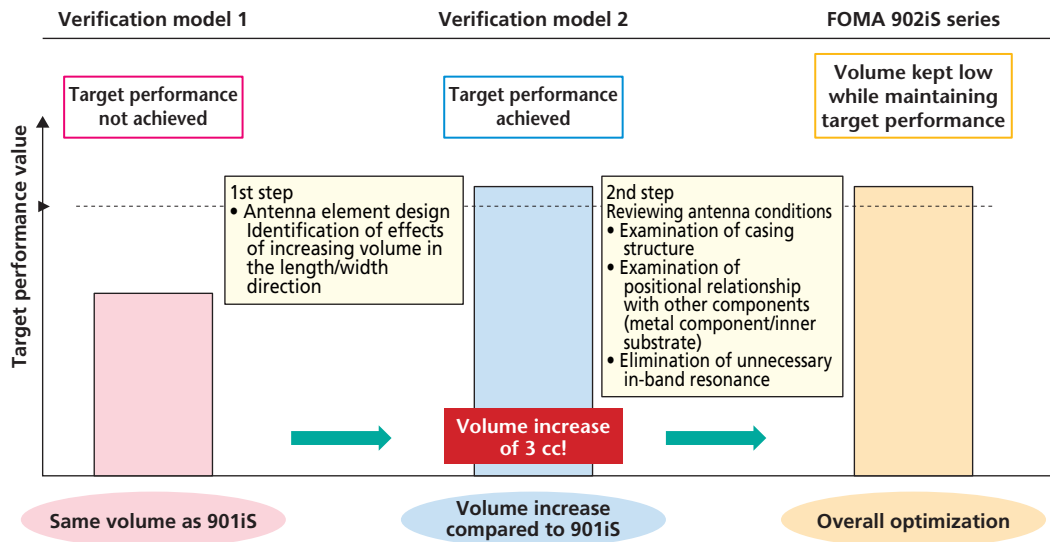 Verification model 1
Verification model 2
FOMA 902iS series
Target performance
not achieved
Target performance
achieved
Volume kept low
while maintaining
target performance
Target performance value
1st step
• Antenna element design
Identification of effects
of increasing volume in
the length/width
direction
2nd step
Reviewing antenna conditions
• Examination of casing
structure
• Examination of
positional relationship
with other components
(metal component/inner
substrate)
• Elimination of unnecessary
in-band resonance
Volume increase
of 3 cc!
Same volume as 901iS
Volume increase
compared to 901iS
Overall optimization